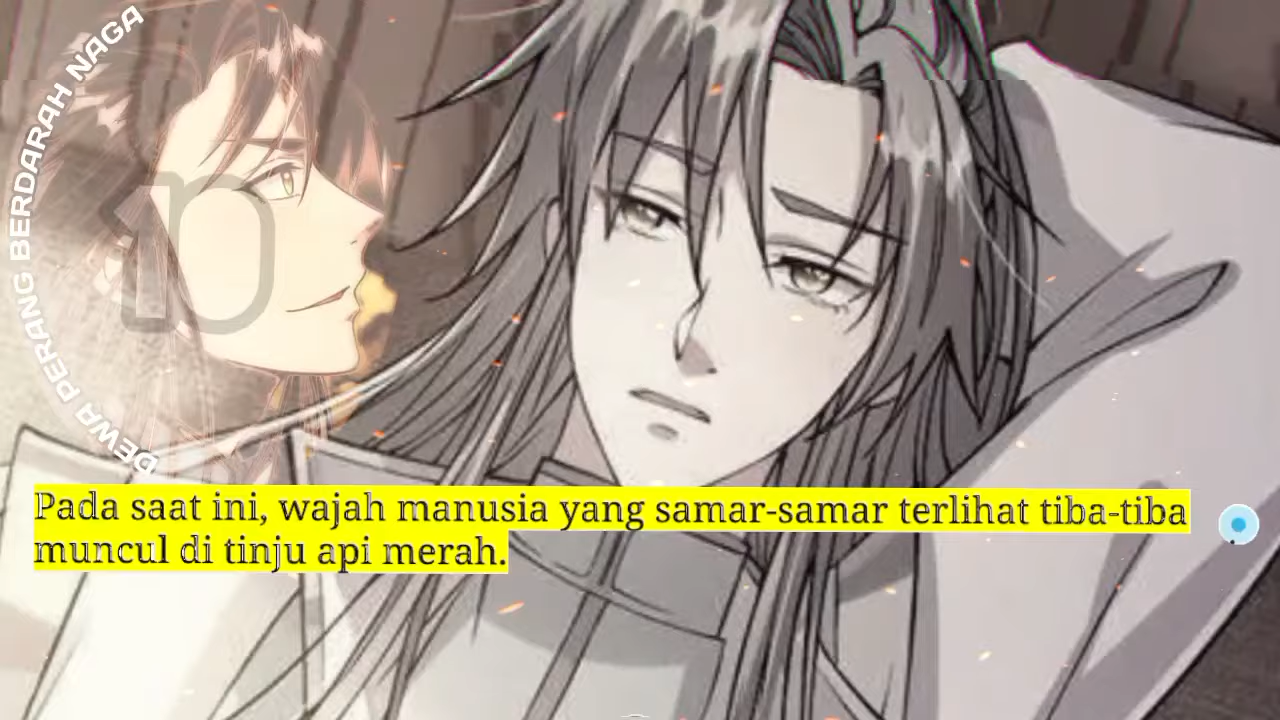 DEWA PERANG BERDARAH NAGA
Pada saat ini, wajah manusia yang samar-samar terlihat tiba-tiba
muncul di tinju api merah.